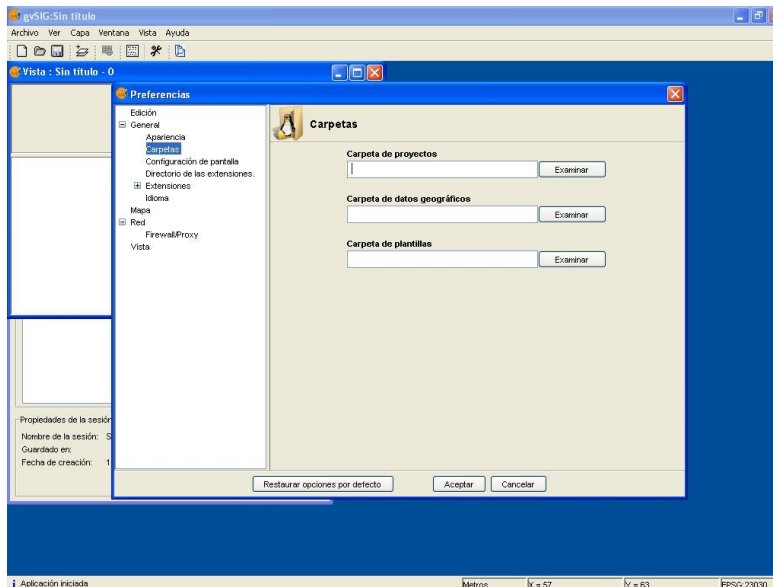 gvSIG:Sin título
Archivo Ver Capa Ventana Vista Ayuda
Vista : Sin título - 0
Preferencias
Edición
General
Apariencia
Carpetas
Configuración de pantalla
Directorio de las extensiones.
Extensiones
Idioma
Mapa
Red
Firewall/Proxy
Vista
Carpetas
Carpeta de proyectos
Examinar
Carpeta de datos geográficos
Examinar
Carpeta de plantillas
Examinar
Restaurar opciones por defecto
Aceptar
Cancelar
Propiedades de la sesión
Nombre de la sesión: S
Guardado en:
Fecha de creación: 1
Aplicación iniciada
Metros
X = 57
Y = 63
EPSG:23030